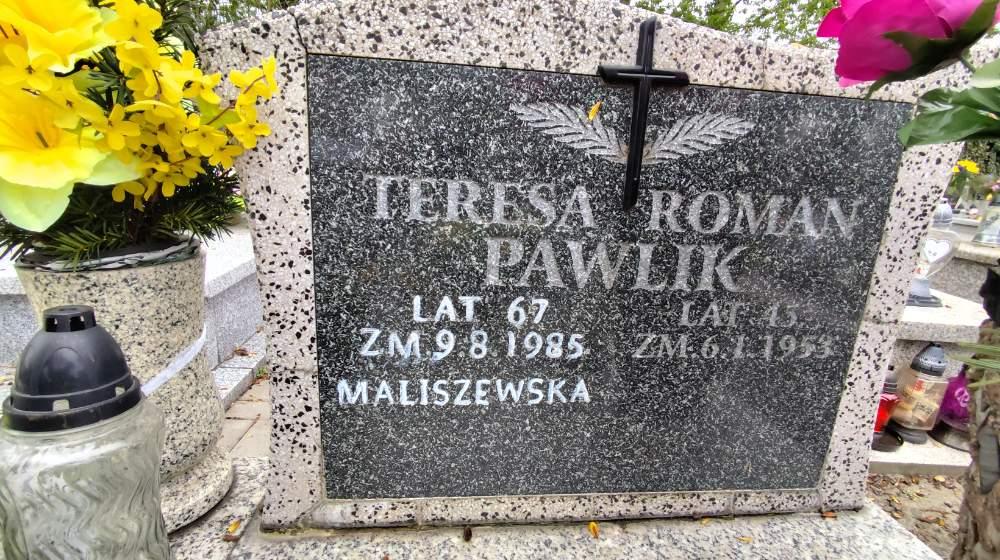 TERESA ROMAN
PAWLIK
LAT 67
ZM. 9 8 1985
MALISZEWSKA
LAT 45
ZM. 6.1 1953